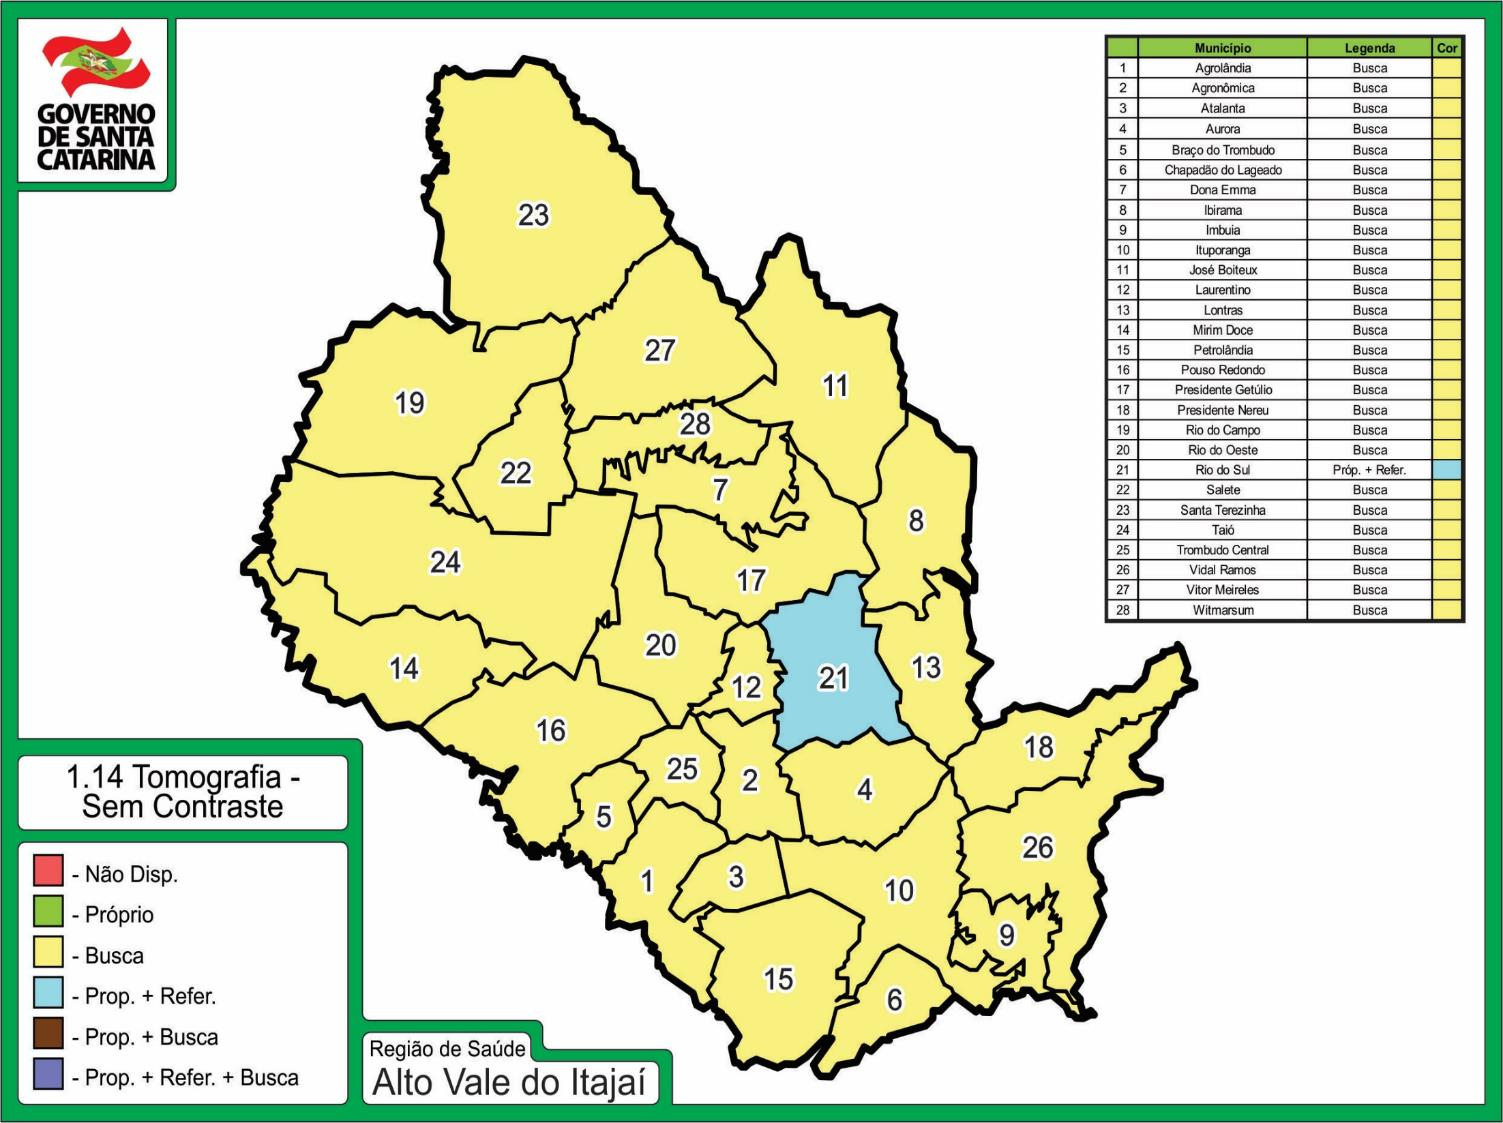 GOVERNO
DE SANTA
CATARINA
Município Legenda Cor
1 Agrolândia Busca
2 Agronômica Busca
3 Atalanta Busca
4 Aurora Busca
5 Braço do Trombudo Busca
6 Chapadão do Lageado Busca
7 Dona Emma Busca
8 Ibirama Busca
9 Imbuia Busca
10 Ituporanga Busca
11 José Boiteux Busca
12 Laurentino Busca
13 Lontras Busca
14 Mirim Doce Busca
15 Petrolândia Busca
16 Pouso Redondo Busca
17 Presidente Getúlio Busca
18 Presidente Nereu Busca
19 Rio do Campo Busca
20 Rio do Oeste Busca
21 Rio do Sul Próp. + Refer.
22 Salete Busca
23 Santa Terezinha Busca
24 Taió Busca
25 Trombudo Central Busca
26 Vidal Ramos Busca
27 Vitor Meireles Busca
28 Witmarsum Busca
23
27
11
19
28
22
7
8
24
17
20
14
12
21
13
16
18
25
2
4
5
26
1
3
10
9
15
6
1.14 Tomografia -
Sem Contraste
- Não Disp.
- Próprio
- Busca
- Prop. + Refer.
- Prop. + Busca
- Prop. + Refer. + Busca
Região de Saúde
Alto Vale do Itajaí